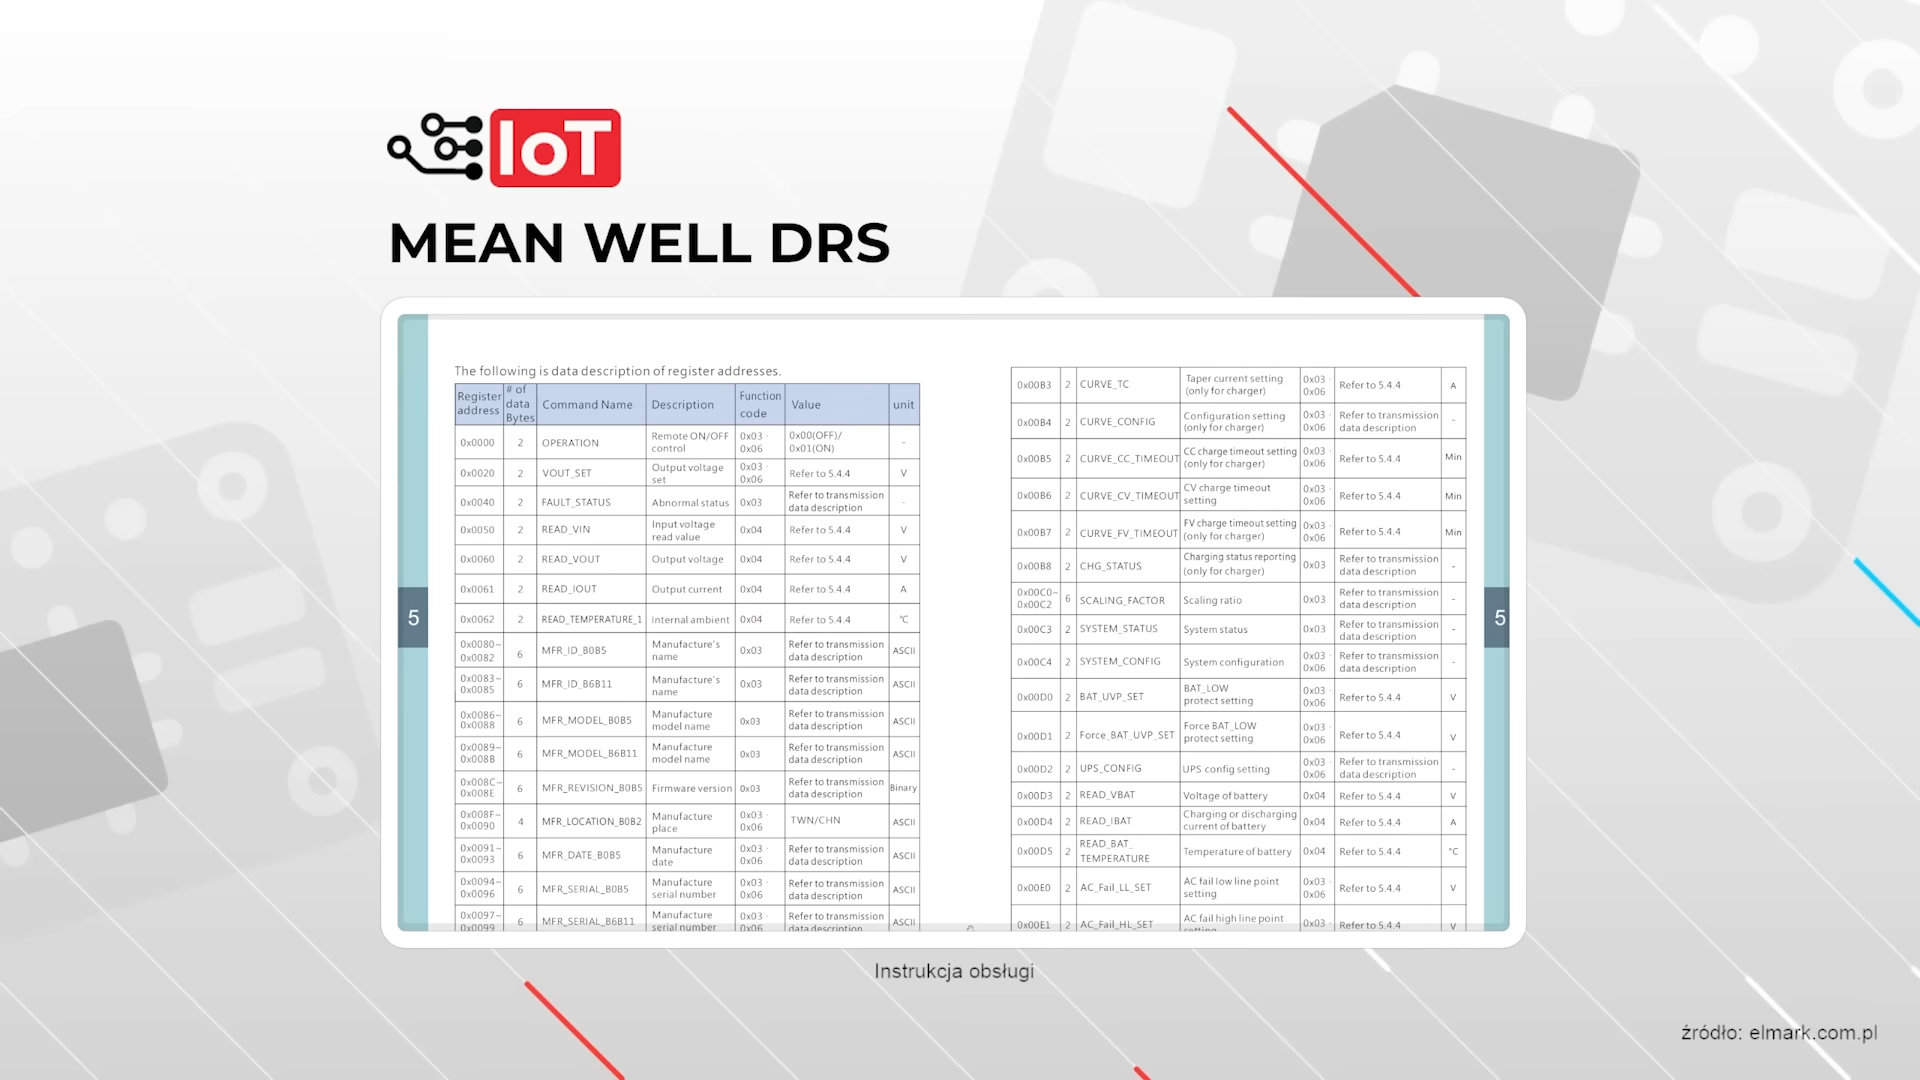 IoT
MEAN WELL DRS
The following is data description of register addresses.
Register address # of data Bytes Command Name Description Function code Value unit
0x0000 2 OPERATION Remote ON/OFF control 0x03 · 0x06 0x00(OFF)/ 0x01(ON) -
0x0020 2 VOUT_SET Output voltage set 0x03 · 0x06 Refer to 5.4.4 V
0x0040 2 FAULT_STATUS Abnormal status 0x03 Refer to transmission data description -
0x0050 2 READ_VIN Input voltage read value 0x04 Refer to 5.4.4 V
0x0060 2 READ_VOUT Output voltage 0x04 Refer to 5.4.4 V
0x0061 2 READ_IOUT Output current 0x04 Refer to 5.4.4 A
0x0062 2 READ_TEMPERATURE_1 Internal ambient 0x04 Refer to 5.4.4 °C
0x0080~ 0x0082 6 MFR_ID_B0B5 Manufacture's name 0x03 Refer to transmission data description ASCII
0x0083~ 0x0085 6 MFR_ID_B6B11 Manufacture's name 0x03 Refer to transmission data description ASCII
0x0086~ 0x0088 6 MFR_MODEL_B0B5 Manufacture model name 0x03 Refer to transmission data description ASCII
0x0089~ 0x008B 6 MFR_MODEL_B6B11 Manufacture model name 0x03 Refer to transmission data description ASCII
0x008C~ 0x008E 6 MFR_REVISION_B0B5 Firmware version 0x03 Refer to transmission data description Binary
0x008F~ 0x0090 4 MFR_LOCATION_B0B2 Manufacture place 0x03 · 0x06 TWN/CHN ASCII
0x0091~ 0x0093 6 MFR_DATE_B0B5 Manufacture date 0x03 · 0x06 Refer to transmission data description ASCII
0x0094~ 0x0096 6 MFR_SERIAL_B0B5 Manufacture serial number 0x03 · 0x06 Refer to transmission data description ASCII
0x0097~ 0x0099 6 MFR_SERIAL_B6B11 Manufacture serial number 0x03 · 0x06 Refer to transmission data description ASCII
5
0x00B3 2 CURVE_TC Taper current setting (only for charger) 0x03 · 0x06 Refer to 5.4.4 A
0x00B4 2 CURVE_CONFIG Configuration setting (only for charger) 0x03 · 0x06 Refer to transmission data description -
0x00B5 2 CURVE_CC_TIMEOUT CC charge timeout setting (only for charger) 0x03 · 0x06 Refer to 5.4.4 Min
0x00B6 2 CURVE_CV_TIMEOUT CV charge timeout setting 0x03 · 0x06 Refer to 5.4.4 Min
0x00B7 2 CURVE_FV_TIMEOUT FV charge timeout setting (only for charger) 0x03 · 0x06 Refer to 5.4.4 Min
0x00B8 2 CHG_STATUS Charging status reporting (only for charger) 0x03 Refer to transmission data description -
0x00C0~ 0x00C2 6 SCALING_FACTOR Scaling ratio 0x03 Refer to transmission data description -
0x00C3 2 SYSTEM_STATUS System status 0x03 Refer to transmission data description -
0x00C4 2 SYSTEM_CONFIG System configuration 0x03 · 0x06 Refer to transmission data description -
0x00D0 2 BAT_UVP_SET BAT_LOW protect setting 0x03 · 0x06 Refer to 5.4.4 V
0x00D1 2 Force_BAT_UVP_SET Force BAT_LOW protect setting 0x03 · 0x06 Refer to 5.4.4 V
0x00D2 2 UPS_CONFIG UPS config setting 0x03 · 0x06 Refer to transmission data description -
0x00D3 2 READ_VBAT Voltage of battery 0x04 Refer to 5.4.4 V
0x00D4 2 READ_IBAT Charging or discharging current of battery 0x04 Refer to 5.4.4 A
0x00D5 2 READ_BAT_ TEMPERATURE Temperature of battery 0x04 Refer to 5.4.4 °C
0x00E0 2 AC_Fail_LL_SET AC fail low line point setting 0x03 · 0x06 Refer to 5.4.4 V
0x00E1 2 AC_Fail_HL_SET AC fail high line point setting 0x03 · Refer to 5.4.4 V
5
Instrukcja obsługi
źródło: elmark.com.pl